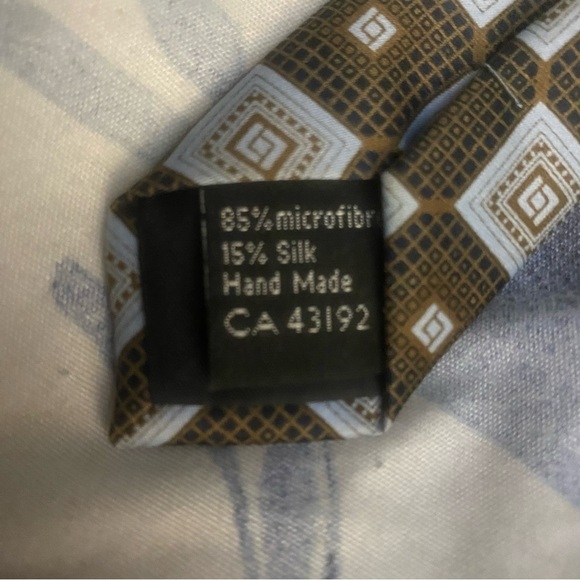 85% microfibr
15% Silk
Hand Made
CA 43192